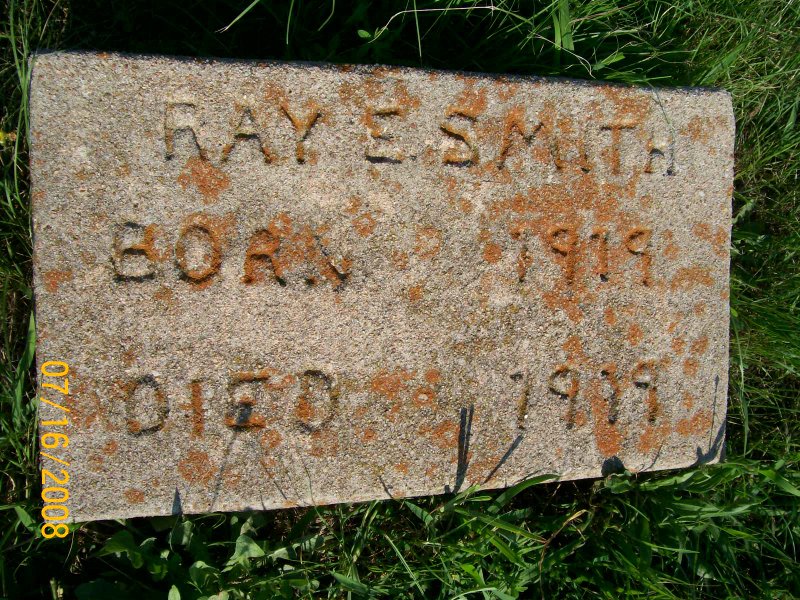 RAY E. SMITH
BORN 1919
DIED 1919
07/16/2008